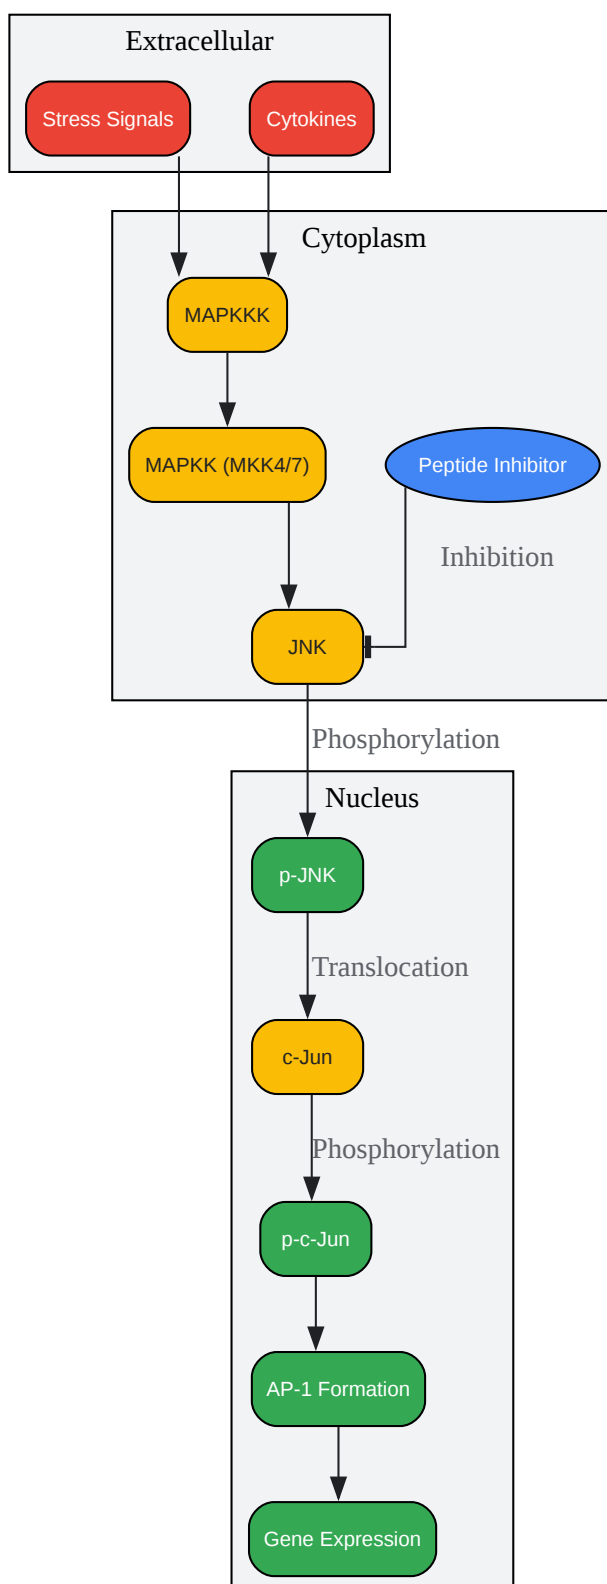 Extracellular
Stress Signals
Cytokines
Cytoplasm
MAPKKK
MAPKK (MKK4/7)
Peptide Inhibitor
Inhibition
JNK
Phosphorylation
Nucleus
p-JNK
Translocation
c-Jun
Phosphorylation
p-c-Jun
AP-1 Formation
Gene Expression